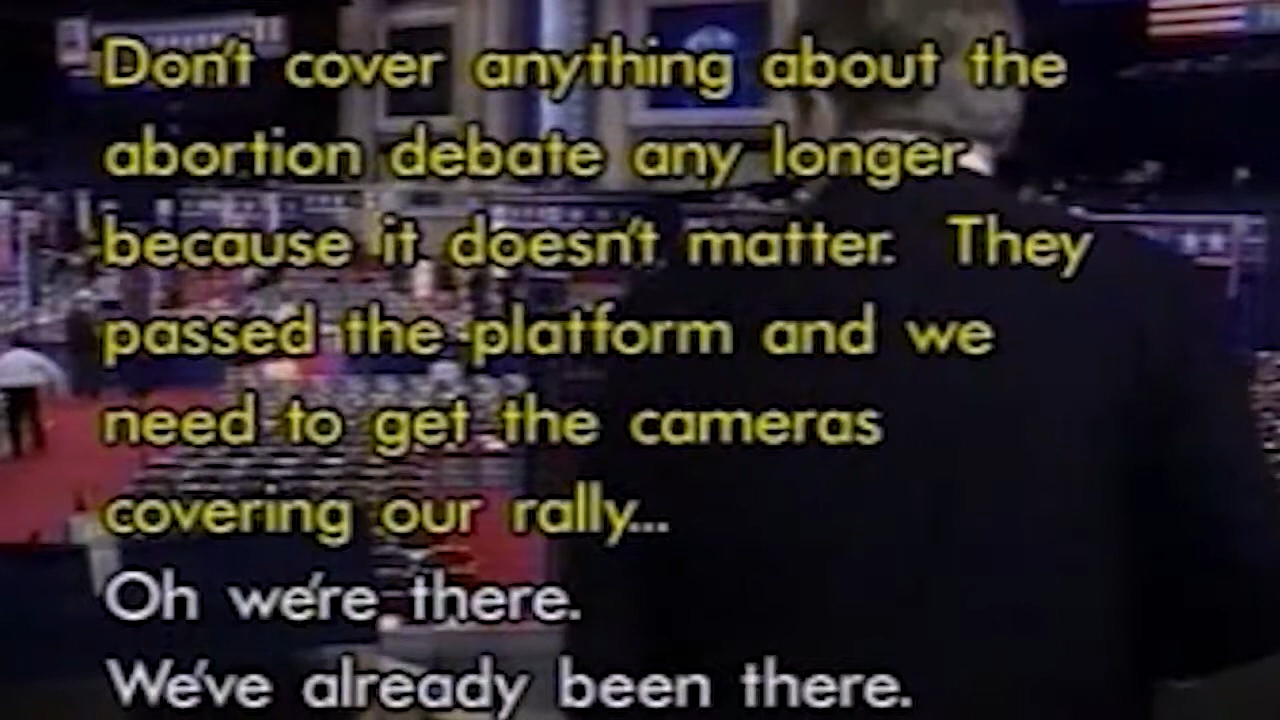 Don't cover anything about the
abortion debate any longer
because it doesn't matter. They
passed the platform and we
need to get the cameras
covering our rally...
Oh we're there.
We've already been there.